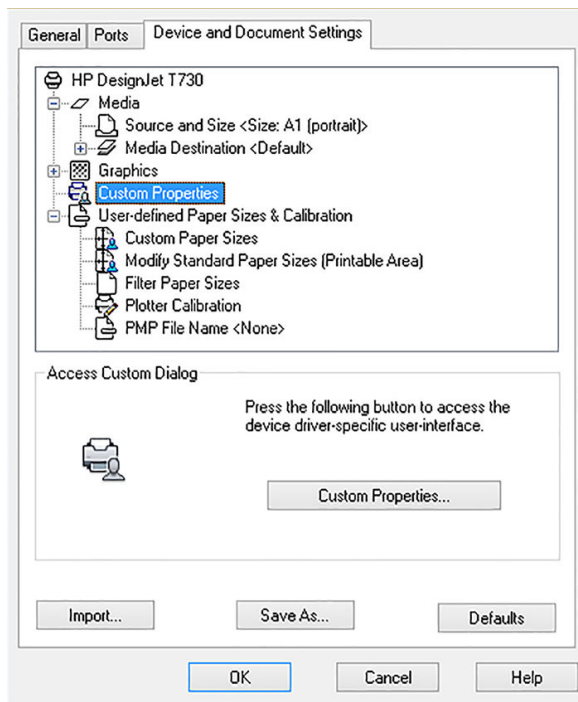 General Ports Device and Document Settings
HP DesignJet T730
Media
Source and Size <Size: A1 (portrait)>
Media Destination <Default>
Graphics
Custom Properties
User-defined Paper Sizes & Calibration
Custom Paper Sizes
Modify Standard Paper Sizes (Printable Area)
Filter Paper Sizes
Plotter Calibration
PMP File Name <None>
Access Custom Dialog
Press the following button to access the
device driver-specific user-interface.
Custom Properties...
Import... Save As... Defaults
OK Cancel Help